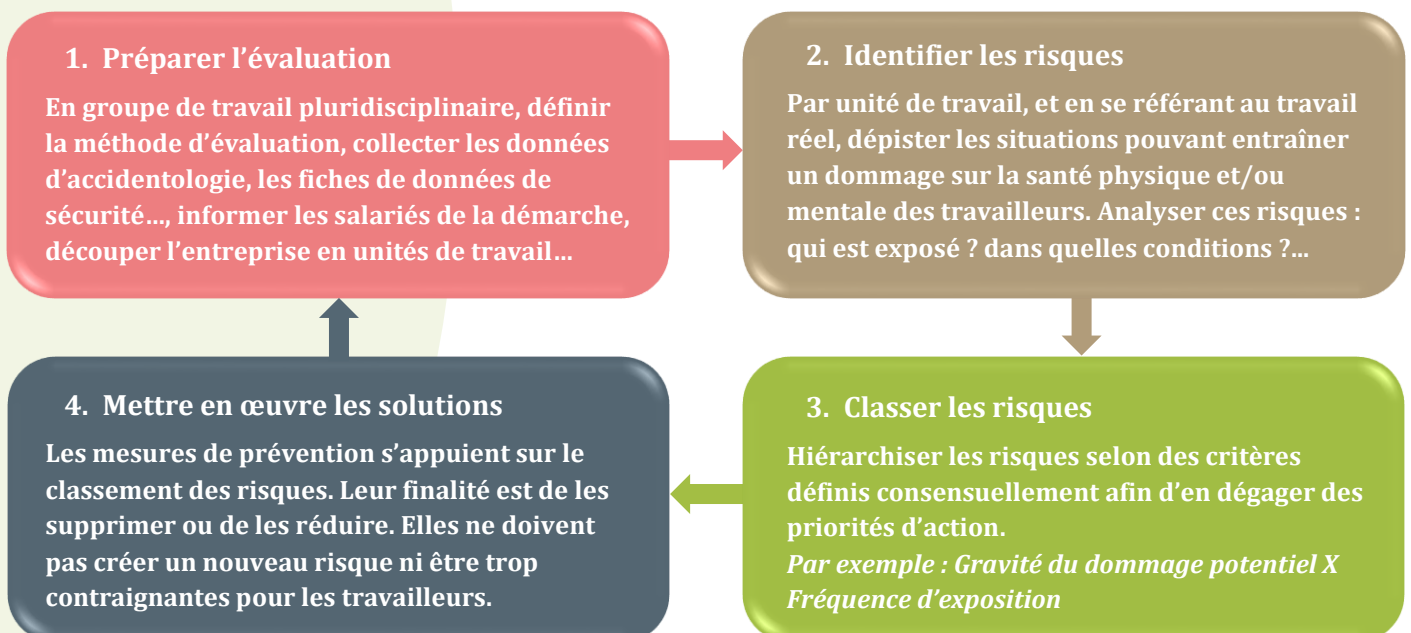 1. Préparer l’évaluation
En groupe de travail pluridisciplinaire, définir
la méthode d’évaluation, collecter les données
d’accidentologie, les fiches de données de
sécurité…, informer les salariés de la démarche,
découper l’entreprise en unités de travail…
2. Identifier les risques
Par unité de travail, et en se référant au travail
réel, dépister les situations pouvant entraîner
un dommage sur la santé physique et/ou
mentale des travailleurs. Analyser ces risques :
qui est exposé ? dans quelles conditions ?...
3. Classer les risques
Hiérarchiser les risques selon des critères
définis consensuellement afin d’en dégager des
priorités d’action.
Par exemple : Gravité du dommage potentiel X
Fréquence d’exposition
4. Mettre en œuvre les solutions
Les mesures de prévention s’appuient sur le
classement des risques. Leur finalité est de les
supprimer ou de les réduire. Elles ne doivent
pas créer un nouveau risque ni être trop
contraignantes pour les travailleurs.